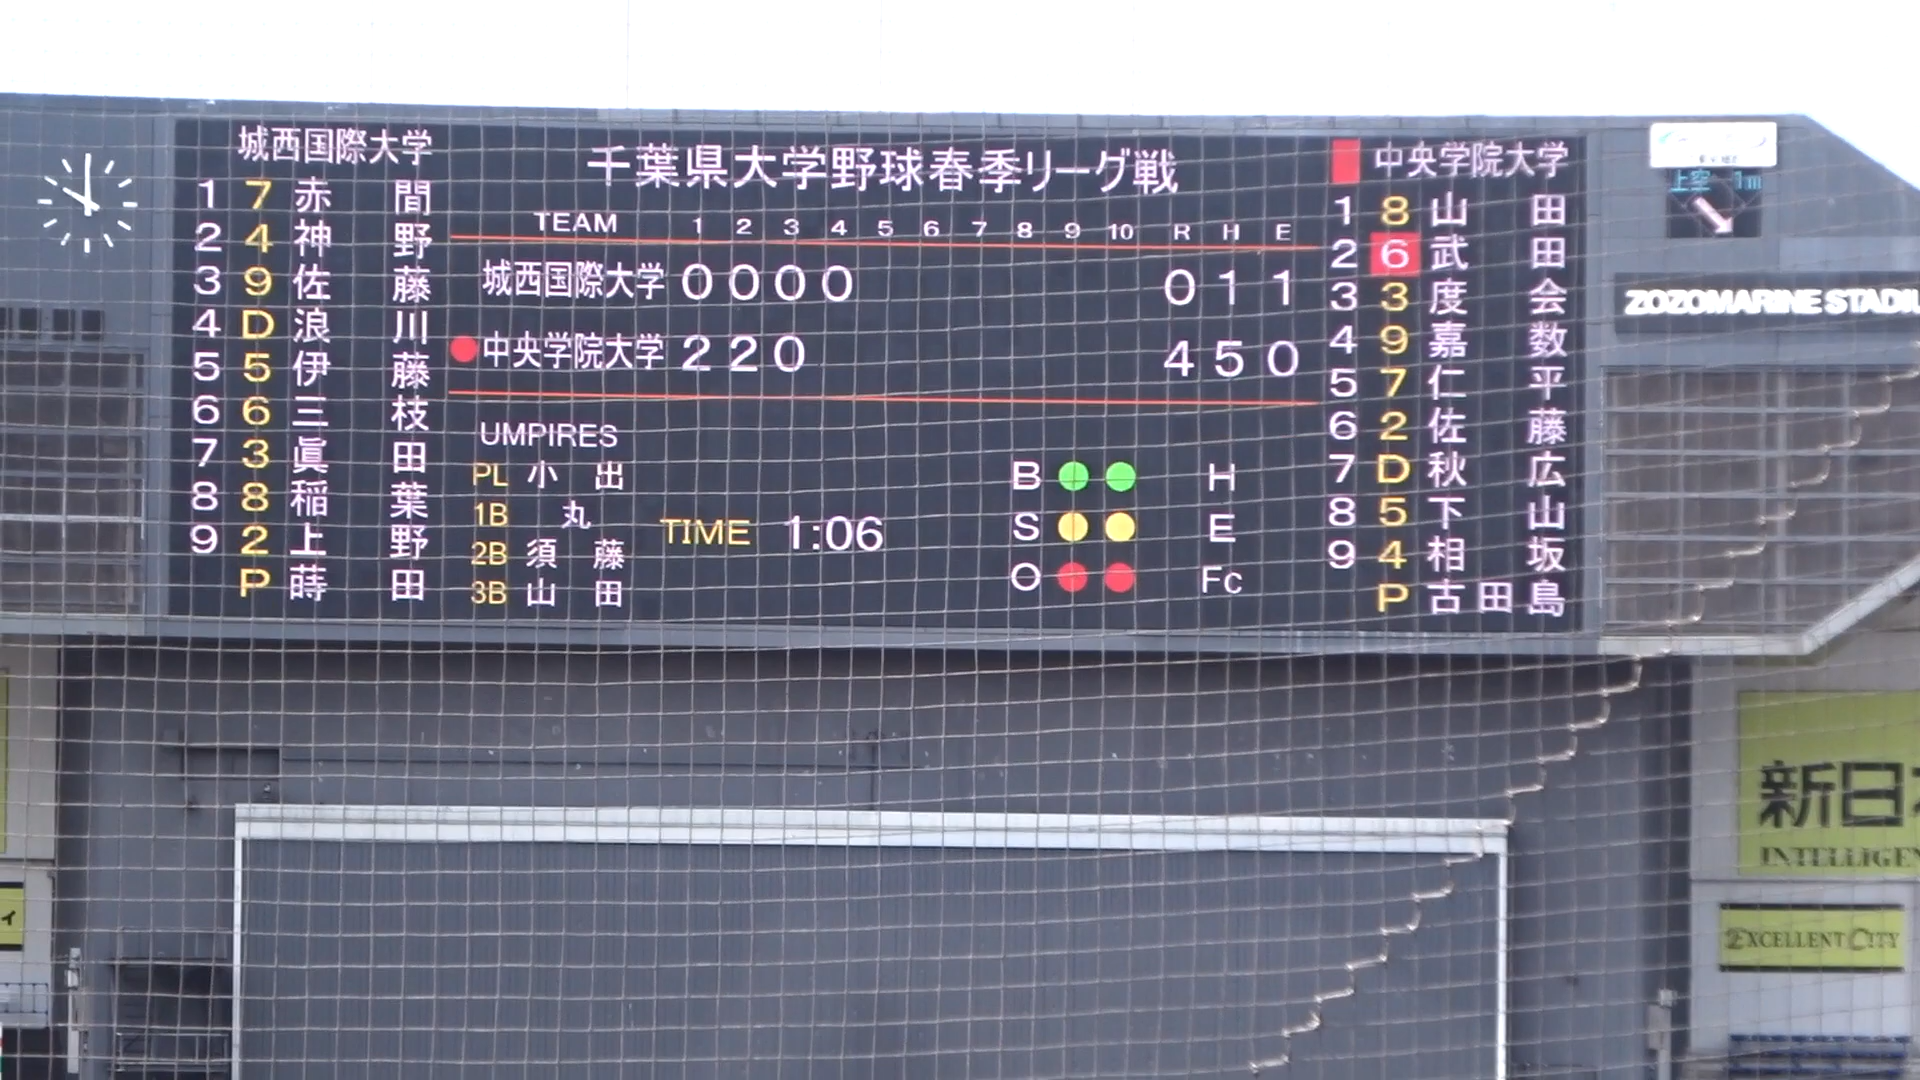 城西国際大学
1 7 赤間
2 4 神野
3 9 佐藤
4 D 浪川
5 5 伊藤
6 6 三枝
7 3 眞田
8 8 稲葉
9 2 上野
P 蒔田
千葉県大学野球春季リーグ戦
TEAM 1 2 3 4 5 6 7 8 9 10 R H E
城西国際大学 0 0 0 0 0 1 1
中央学院大学 2 2 0 4 5 0
UMPIRES
PL 小出
1B 丸
2B 須藤
3B 山田
TIME 1:06
B H
S E
O Fc
中央学院大学
1 8 山田
2 6 武田
3 3 度会
4 9 嘉数
5 7 仁平
6 2 佐藤
7 D 秋広
8 5 下山
9 4 相坂
P 古田島
上空 1m
ZOZOMARINE STADIU
新日本
INTELLIGEN
EXCELLENT CITY
ィ